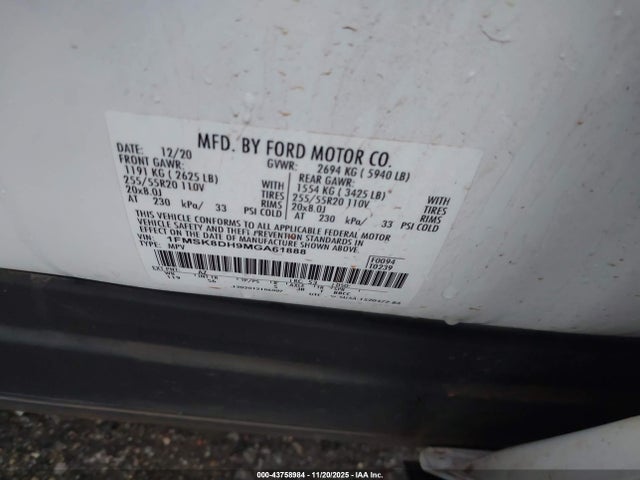 MFD. BY FORD MOTOR CO.
DATE: 12/20 GVWR: 2694 KG ( 5940 LB)
FRONT GAWR: REAR GAWR:
1191 KG ( 2625 LB) WITH 1554 KG ( 3425 LB) WITH
255/55R20 110V TIRES 255/55R20 110V TIRES
20x8.0J RIMS 20x8.0J RIMS
AT 230 kPa/ 33 PSI COLD AT 230 kPa/ 33 PSI COLD
THIS VEHICLE CONFORMS TO ALL APPLICABLE FEDERAL MOTOR
VEHICLE SAFETY AND THEFT PREVENTION STANDARDS IN
EFFECT ON THE DATE OF MANUFACTURE SHOWN ABOVE.
VIN: 1FMSK8DH9MGA61888 F0094
TYPE: MPV T0239
EXT PNT:
000-43758984 | 11/20/2025 | IAA Inc.